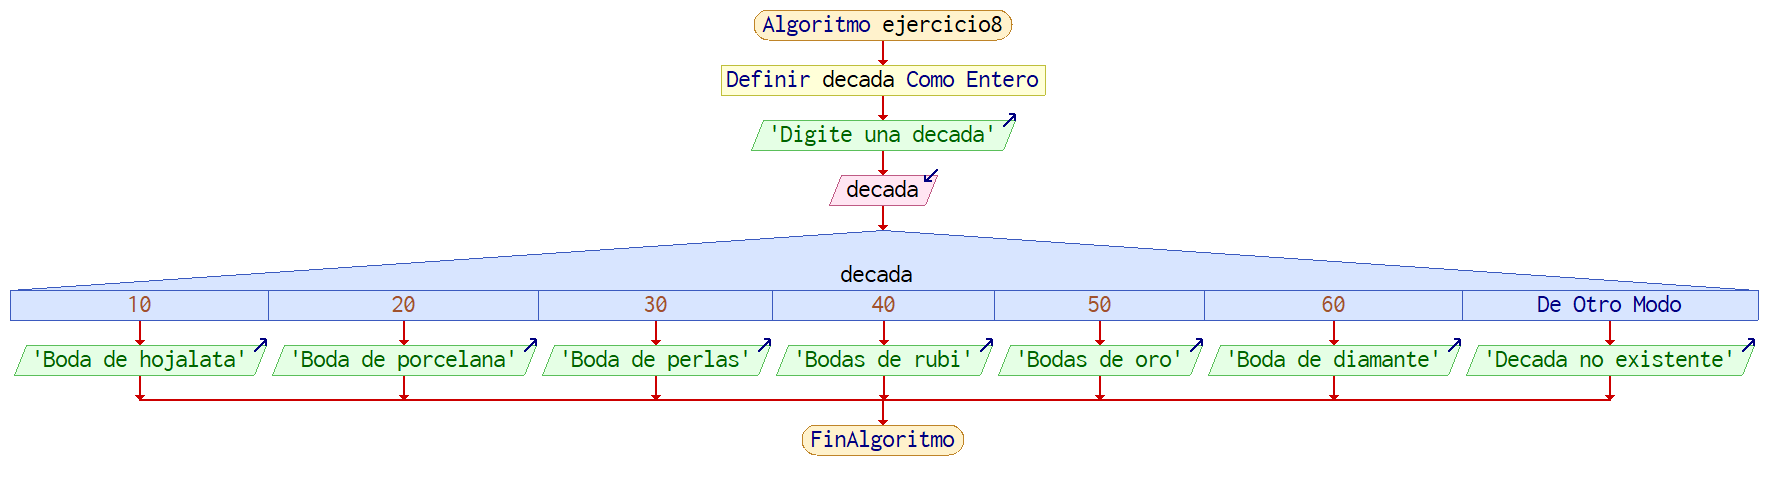 Algoritmo ejercicio8
Definir decada Como Entero
'Digite una decada'
decada
decada
10 20 30 40 50 60 De Otro Modo
'Boda de hojalata' 'Boda de porcelana' 'Boda de perlas' 'Bodas de rubi' 'Bodas de oro' 'Boda de diamante' 'Decada no existente'
FinAlgoritmo